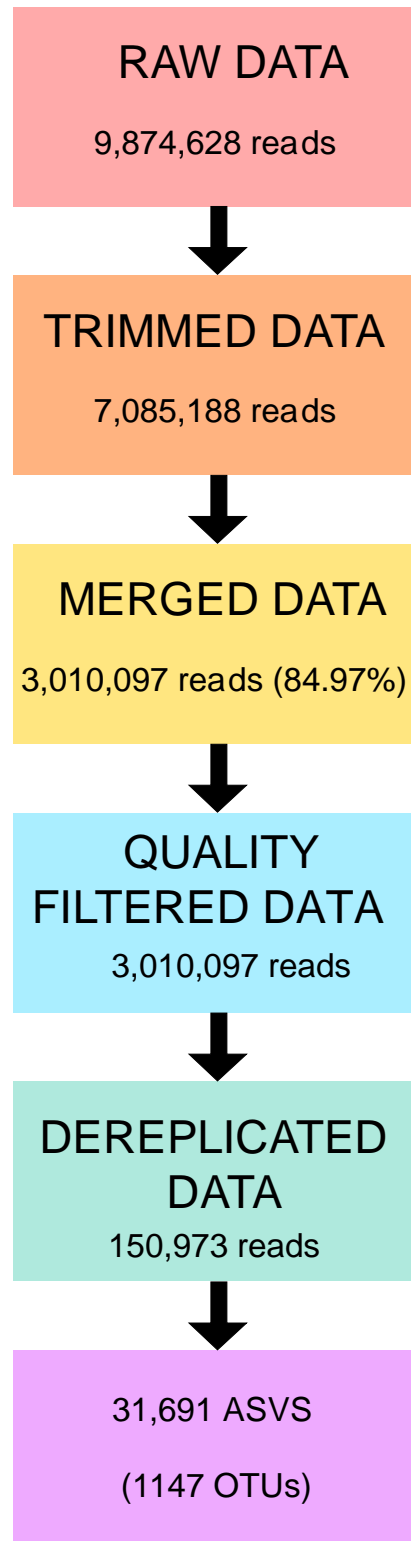 RAW DATA
9,874,628 reads
TRIMMED DATA
7,085,188 reads
MERGED DATA
3,010,097 reads (84.97%)
QUALITY
FILTERED DATA
3,010,097 reads
DEREPLICATED
DATA
150,973 reads
31,691 ASVS
(1147 OTUs)